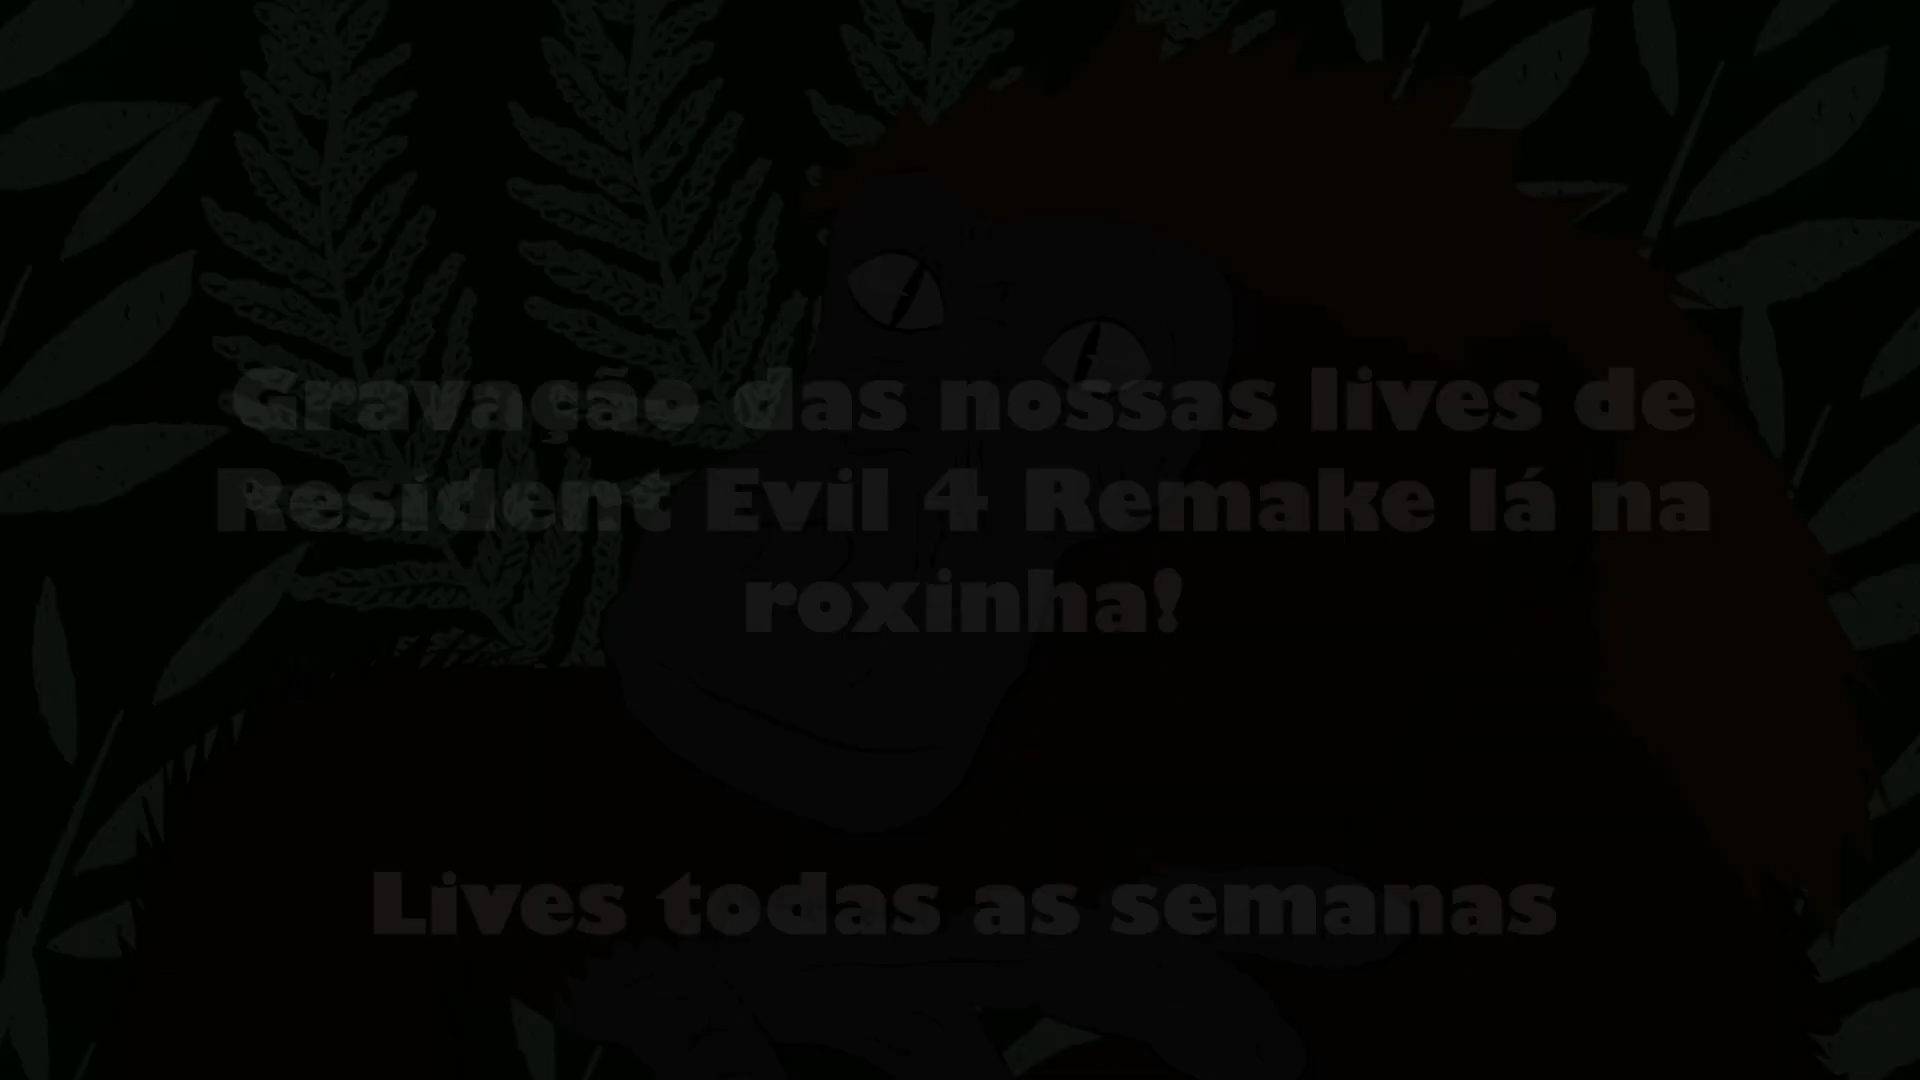 Gravação das nossas lives de
Resident Evil 4 Remake lá na
roxinha!
Lives todas as semanas